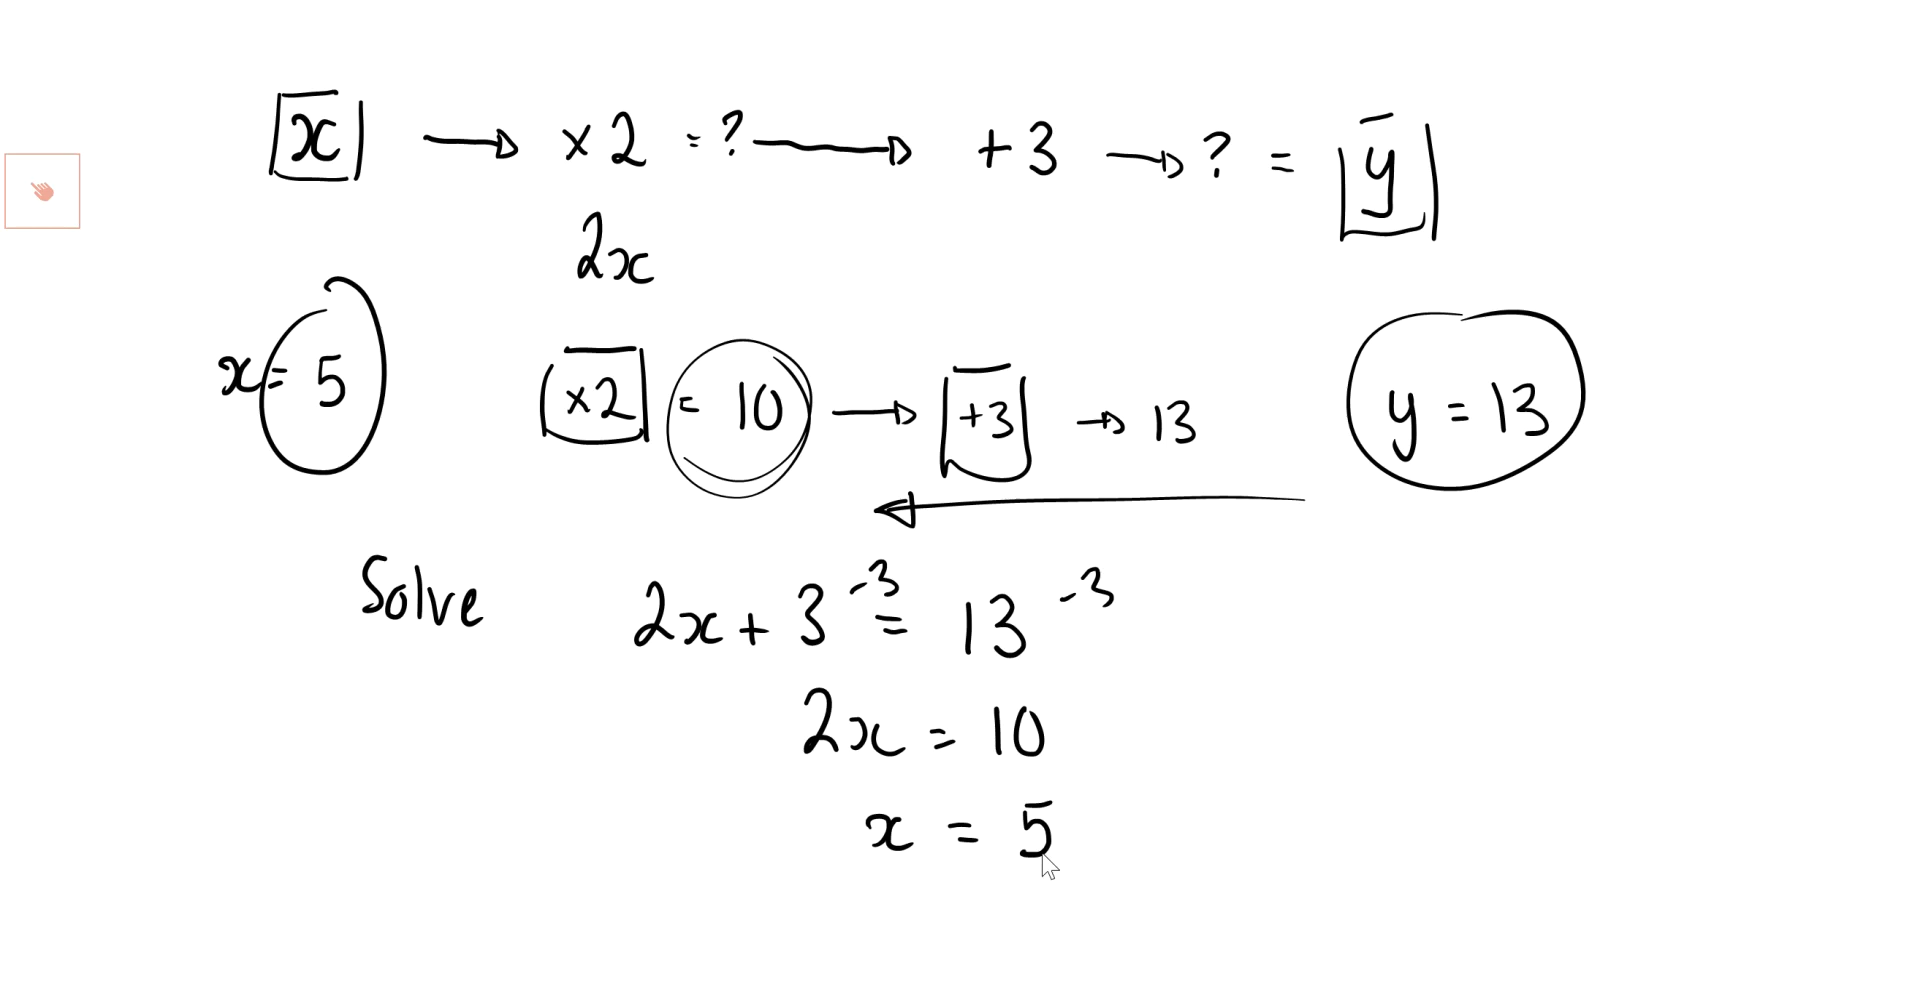 x → ×2 = ? → +3 → ? = y
2x
x = 5 ×2 = 10 → +3 → 13 y = 13
Solve 2x + 3 -3 = 13 -3
2x = 10
x = 5